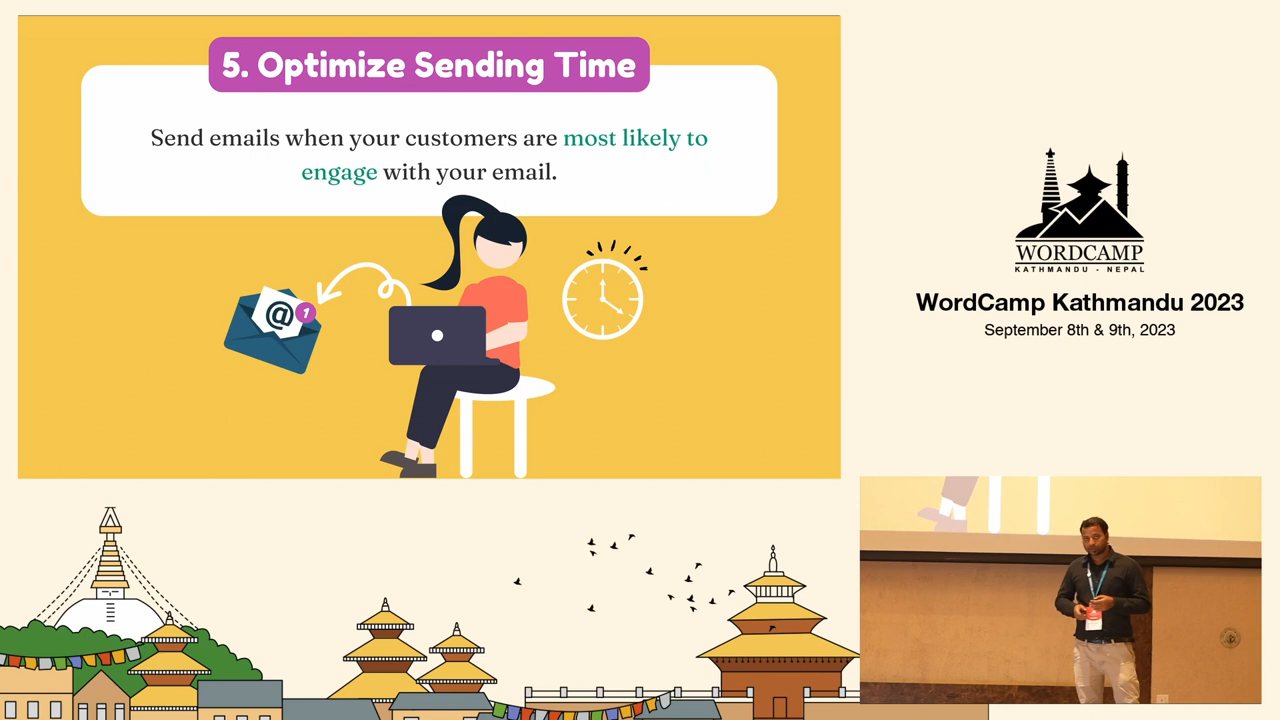 5. Optimize Sending Time
Send emails when your customers are most likely to
engage with your email.
@
1
WORDCAMP
KATHMANDU - NEPAL
WordCamp Kathmandu 2023
September 8th & 9th, 2023